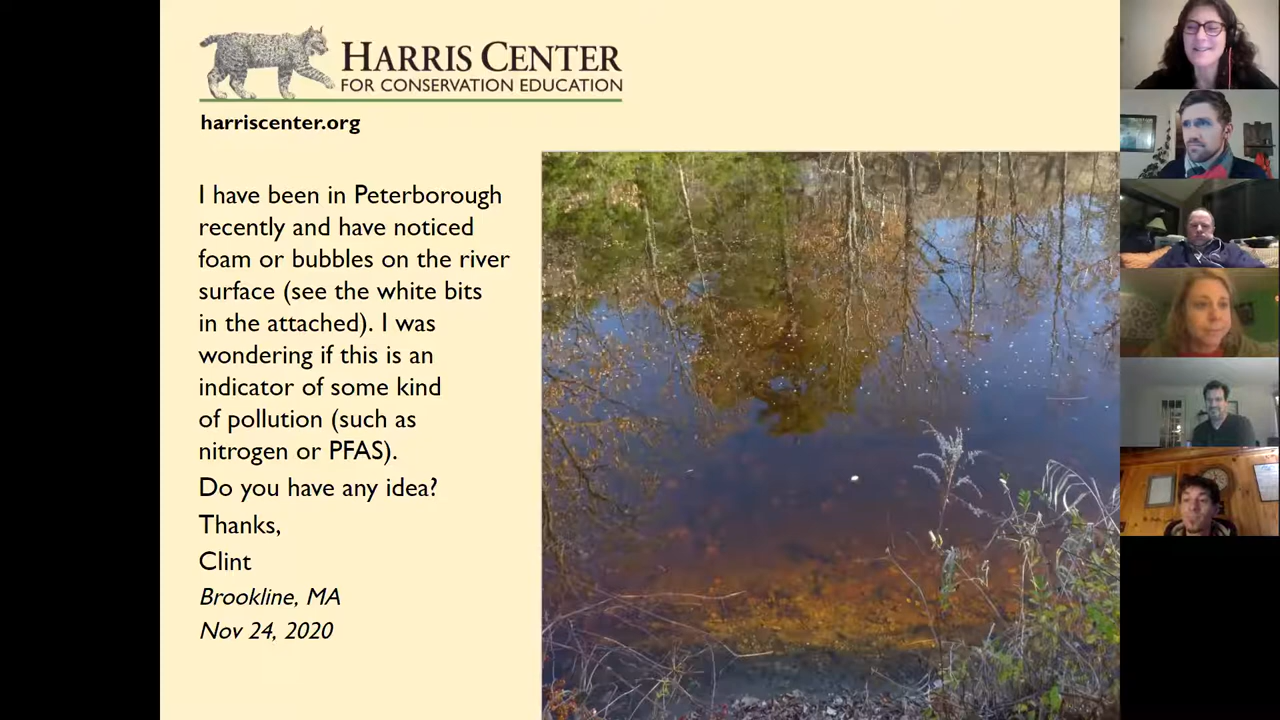 HARRIS CENTER
FOR CONSERVATION EDUCATION
harriscenter.org
I have been in Peterborough
recently and have noticed
foam or bubbles on the river
surface (see the white bits
in the attached). I was
wondering if this is an
indicator of some kind
of pollution (such as
nitrogen or PFAS).
Do you have any idea?
Thanks,
Clint
Brookline, MA
Nov 24, 2020